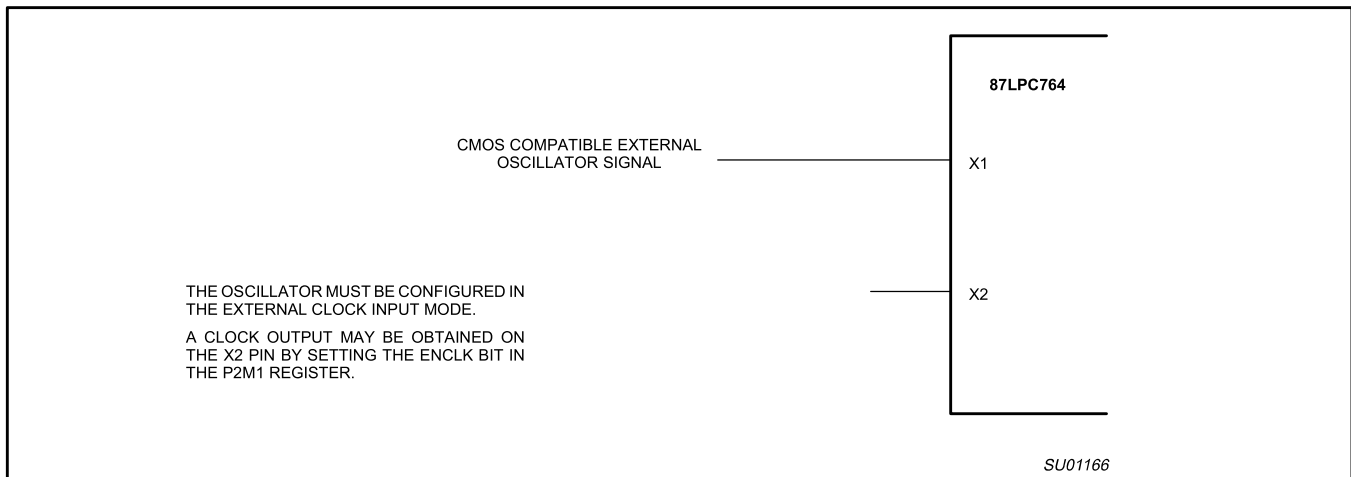 87LPC764
CMOS COMPATIBLE EXTERNAL
OSCILLATOR SIGNAL
X1
THE OSCILLATOR MUST BE CONFIGURED IN
THE EXTERNAL CLOCK INPUT MODE.
X2
A CLOCK OUTPUT MAY BE OBTAINED ON
THE X2 PIN BY SETTING THE ENCLK BIT IN
THE P2M1 REGISTER.
SU01166